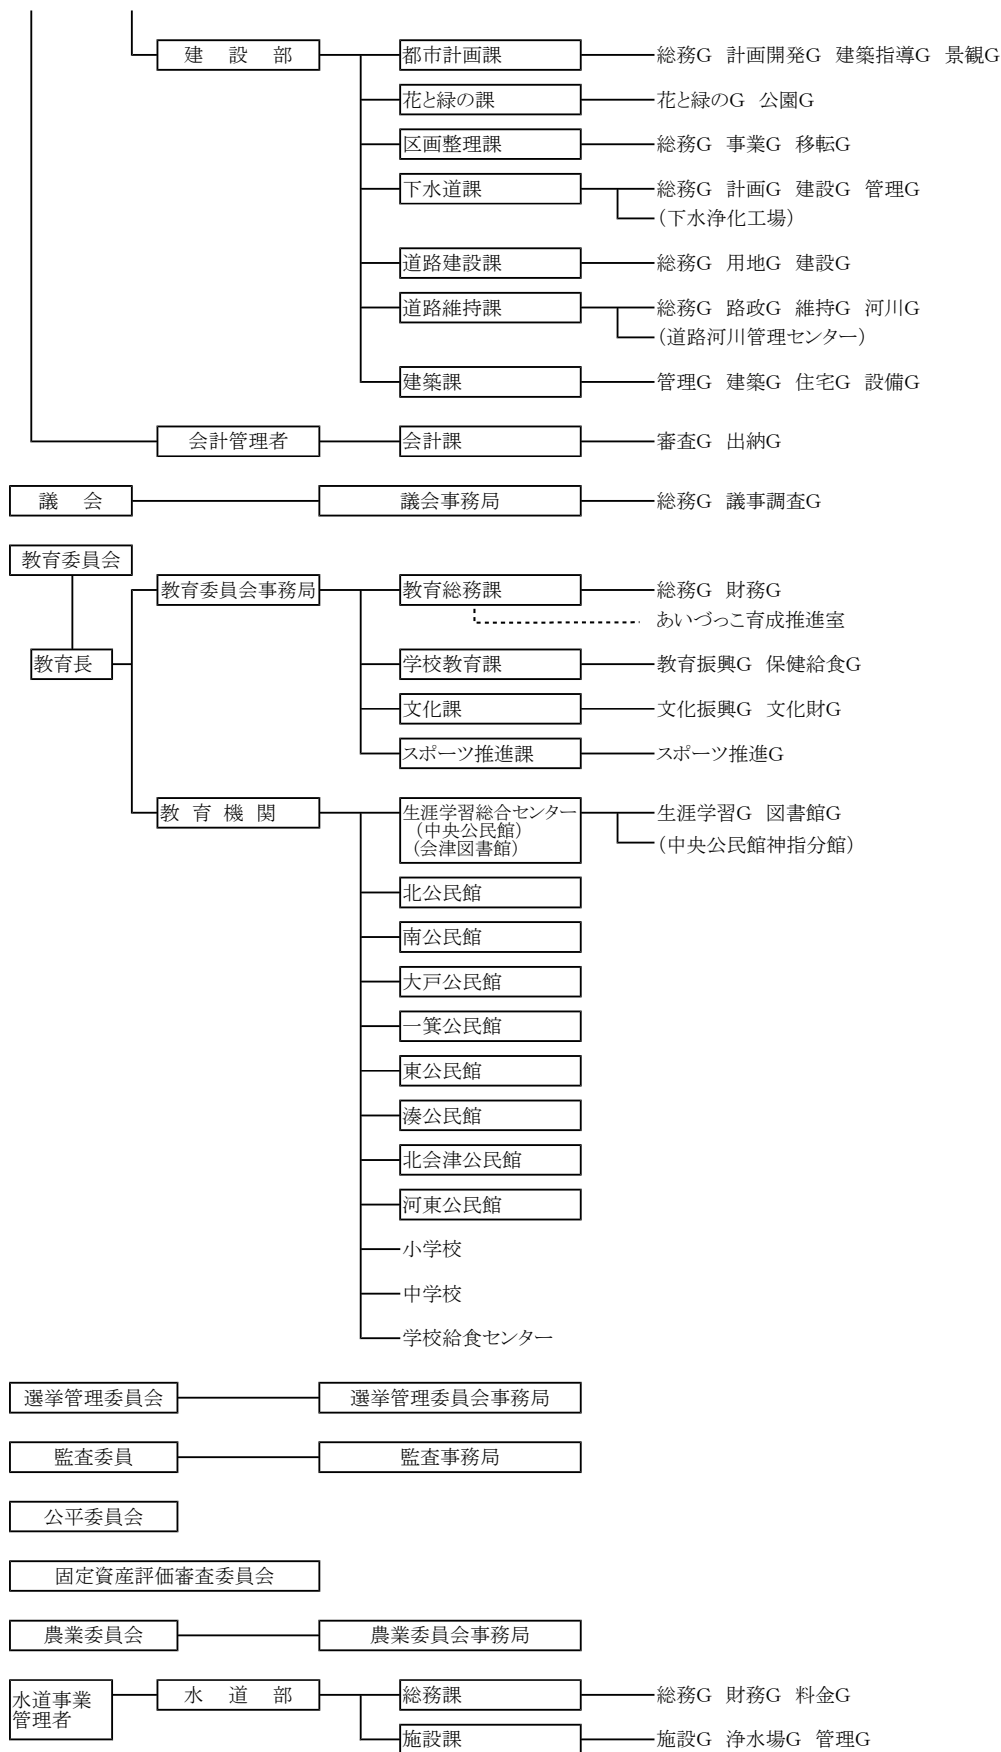 建　設　部　都市計画課　総務G　計画開発G　建築指導G　景観G
花と緑の課　花と緑のG　公園G
区画整理課　総務G　事業G　移転G
下水道課　総務G　計画G　建設G　管理G
（下水浄化工場）
道路建設課　総務G　用地G　建設G
道路維持課　総務G　路政G　維持G　河川G
（道路河川管理センター）
建築課　管理G　建築G　住宅G　設備G
会計管理者　会計課　審査G　出納G
議　会　議会事務局　総務G　議事調査G
教育委員会
教育委員会事務局　教育総務課　総務G　財務G
あいづっこ育成推進室
教育長　学校教育課　教育振興G　保健給食G
文化課　文化振興G　文化財G
スポーツ推進課　スポーツ推進G
教 育 機 関　生涯学習総合センター　生涯学習G　図書館G
（中央公民館）
（会津図書館）　（中央公民館神指分館）
北公民館
南公民館
大戸公民館
一箕公民館
東公民館
湊公民館
北会津公民館
河東公民館
小学校
中学校
学校給食センター
選挙管理委員会　選挙管理委員会事務局
監査委員　監査事務局
公平委員会
固定資産評価審査委員会
農業委員会　農業委員会事務局
水道事業　水　道　部　総務課　総務G　財務G　料金G
管理者
施設課　施設G　浄水場G　管理G